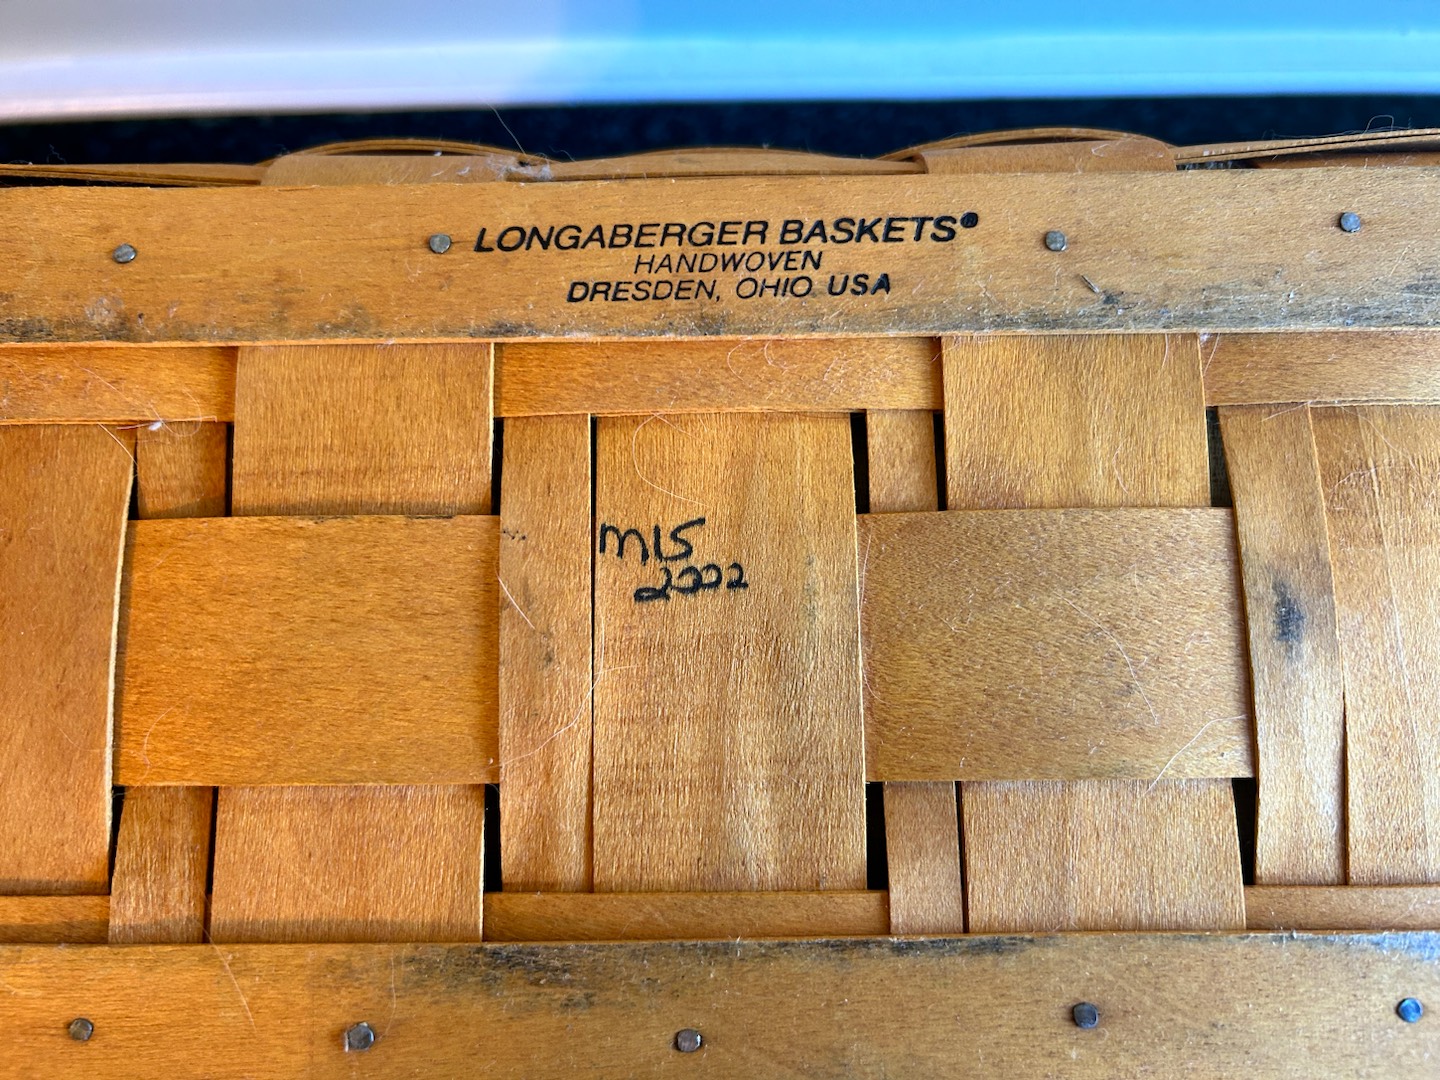 LONGABERGER BASKETS®
HANDWOVEN
DRESDEN, OHIO USA
MLS
2002